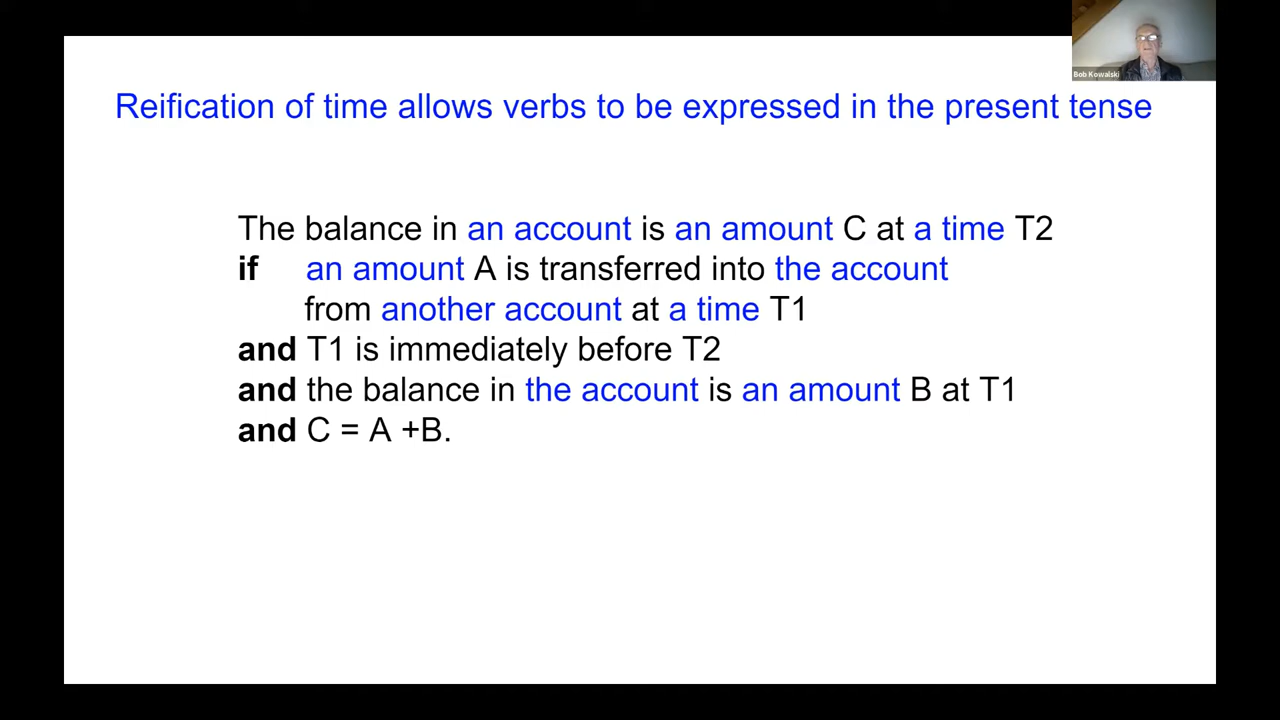 Bob Kowalski
Reification of time allows verbs to be expressed in the present tense
The balance in an account is an amount C at a time T2
if an amount A is transferred into the account
from another account at a time T1
and T1 is immediately before T2
and the balance in the account is an amount B at T1
and C = A +B.